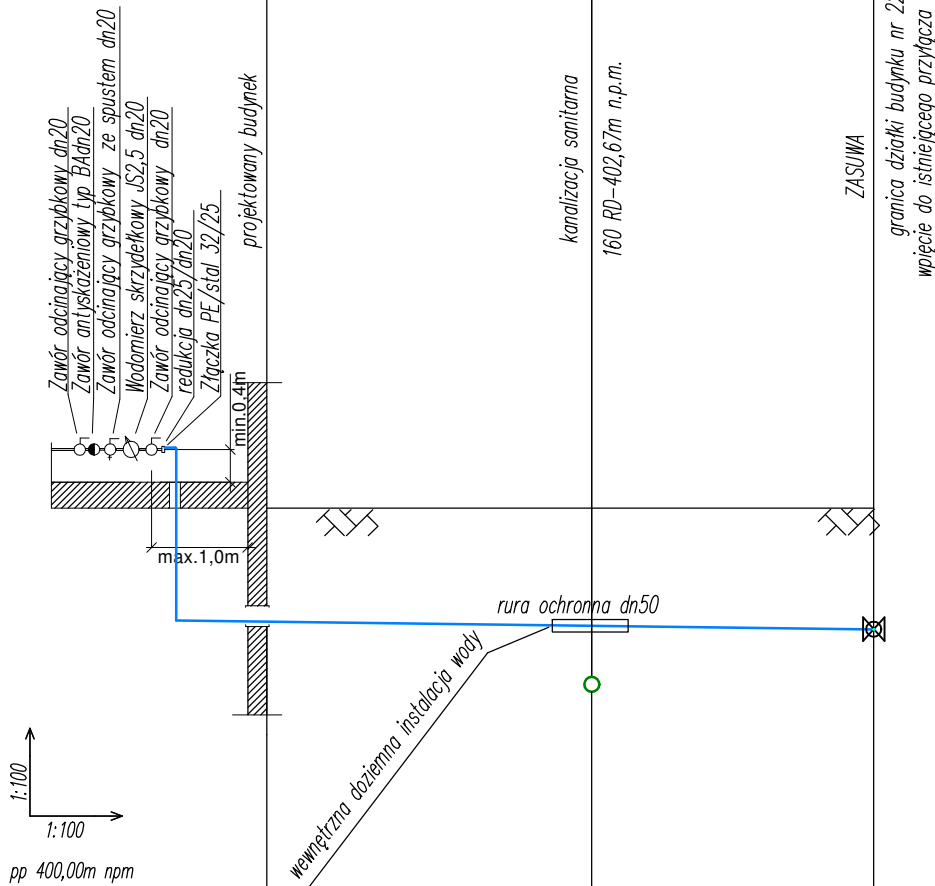 Zawór odcinający grzybkowy dn20
Zawór antyskażeniowy typ BAdn20
Zawór odcinający grzybkowy ze spustem dn20
Wodomierz skrzydełkowy JS2,5 dn20
Zawór odcinający grzybkowy dn20
redukcja dn25/dn20
Złączka PE/stal 32/25
projektowany budynek
kanalizacja sanitarna
160 RD-402,67m n.p.m.
ZASUWA
granica działki budynku nr
wpięcie do istniejącego przyłącza
min.0,4m
max.1,0m
rura ochronna dn50
wewnętrzna doziemna instalacja wody
1:100
1:100
pp 400,00m npm